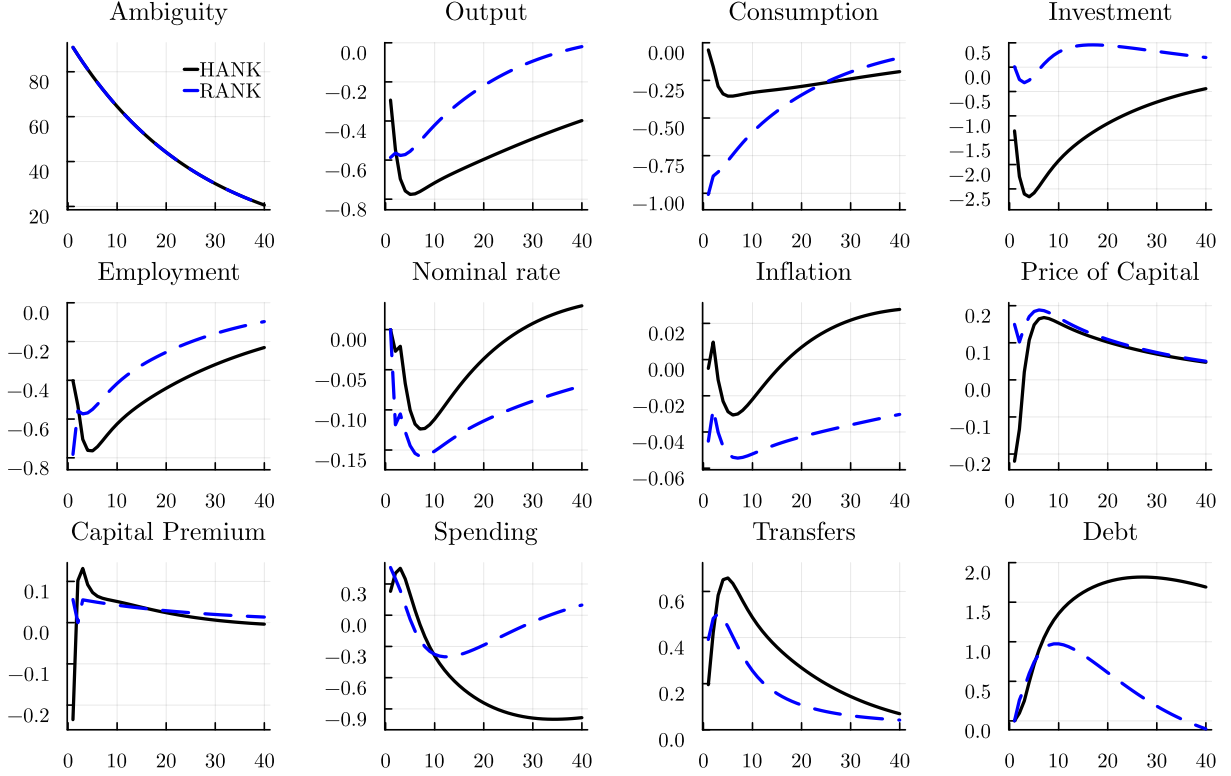 Ambiguity
80
60
40
20
HANK
RANK
0 10 20 30 40
Output
0.0
−0.2
−0.4
−0.6
−0.8
0 10 20 30 40
Consumption
0.00
−0.25
−0.50
−0.75
−1.00
0 10 20 30 40
Investment
0.5
0.0
−0.5
−1.0
−1.5
−2.0
−2.5
0 10 20 30 40
Employment
0.0
−0.2
−0.4
−0.6
−0.8
0 10 20 30 40
Nominal rate
0.00
−0.05
−0.10
−0.15
0 10 20 30 40
Inflation
0.02
0.00
−0.02
−0.04
−0.06
0 10 20 30 40
Price of Capital
0.2
0.1
0.0
−0.1
−0.2
0 10 20 30 40
Capital Premium
0.1
0.0
−0.1
−0.2
0 10 20 30 40
Spending
0.3
0.0
−0.3
−0.6
−0.9
0 10 20 30 40
Transfers
0.6
0.4
0.2
0.0
0 10 20 30 40
Debt
2.0
1.5
1.0
0.5
0.0
0 10 20 30 40